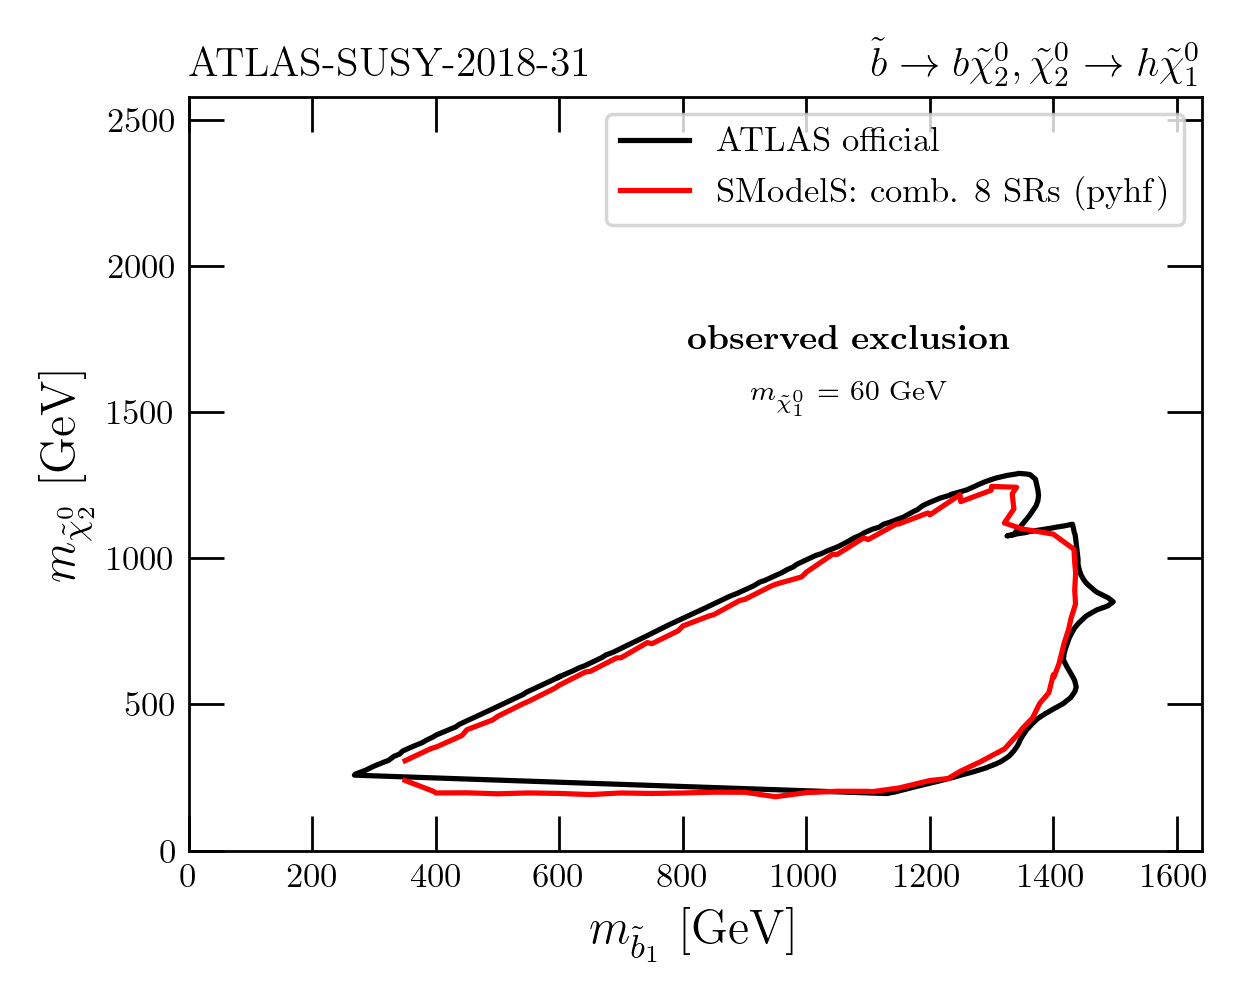 ATLAS-SUSY-2018-31
b̃ → bχ̃⁰₂, χ̃⁰₂ → hχ̃⁰₁
ATLAS official
SModelS: comb. 8 SRs (pyhf)
observed exclusion
m_χ̃⁰₁ = 60 GeV
2500
2000
1500
1000
500
0
m_χ̃⁰₂ [GeV]
0 200 400 600 800 1000 1200 1400 1600
m_b̃₁ [GeV]